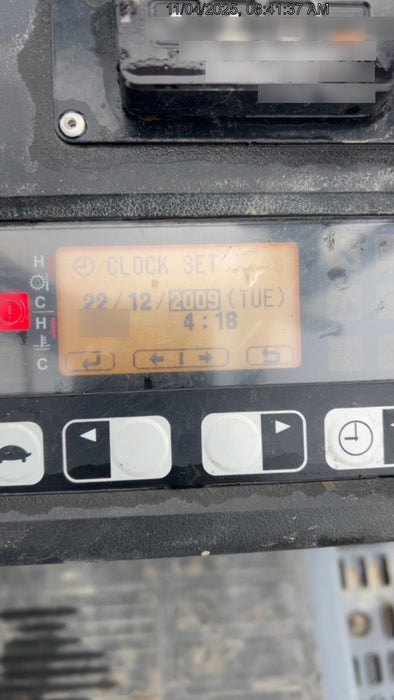 11/04/2025, 08:41:37 AM
H
C
H
C
CLOCK SET
22/12/2009 (TUE)
4:18